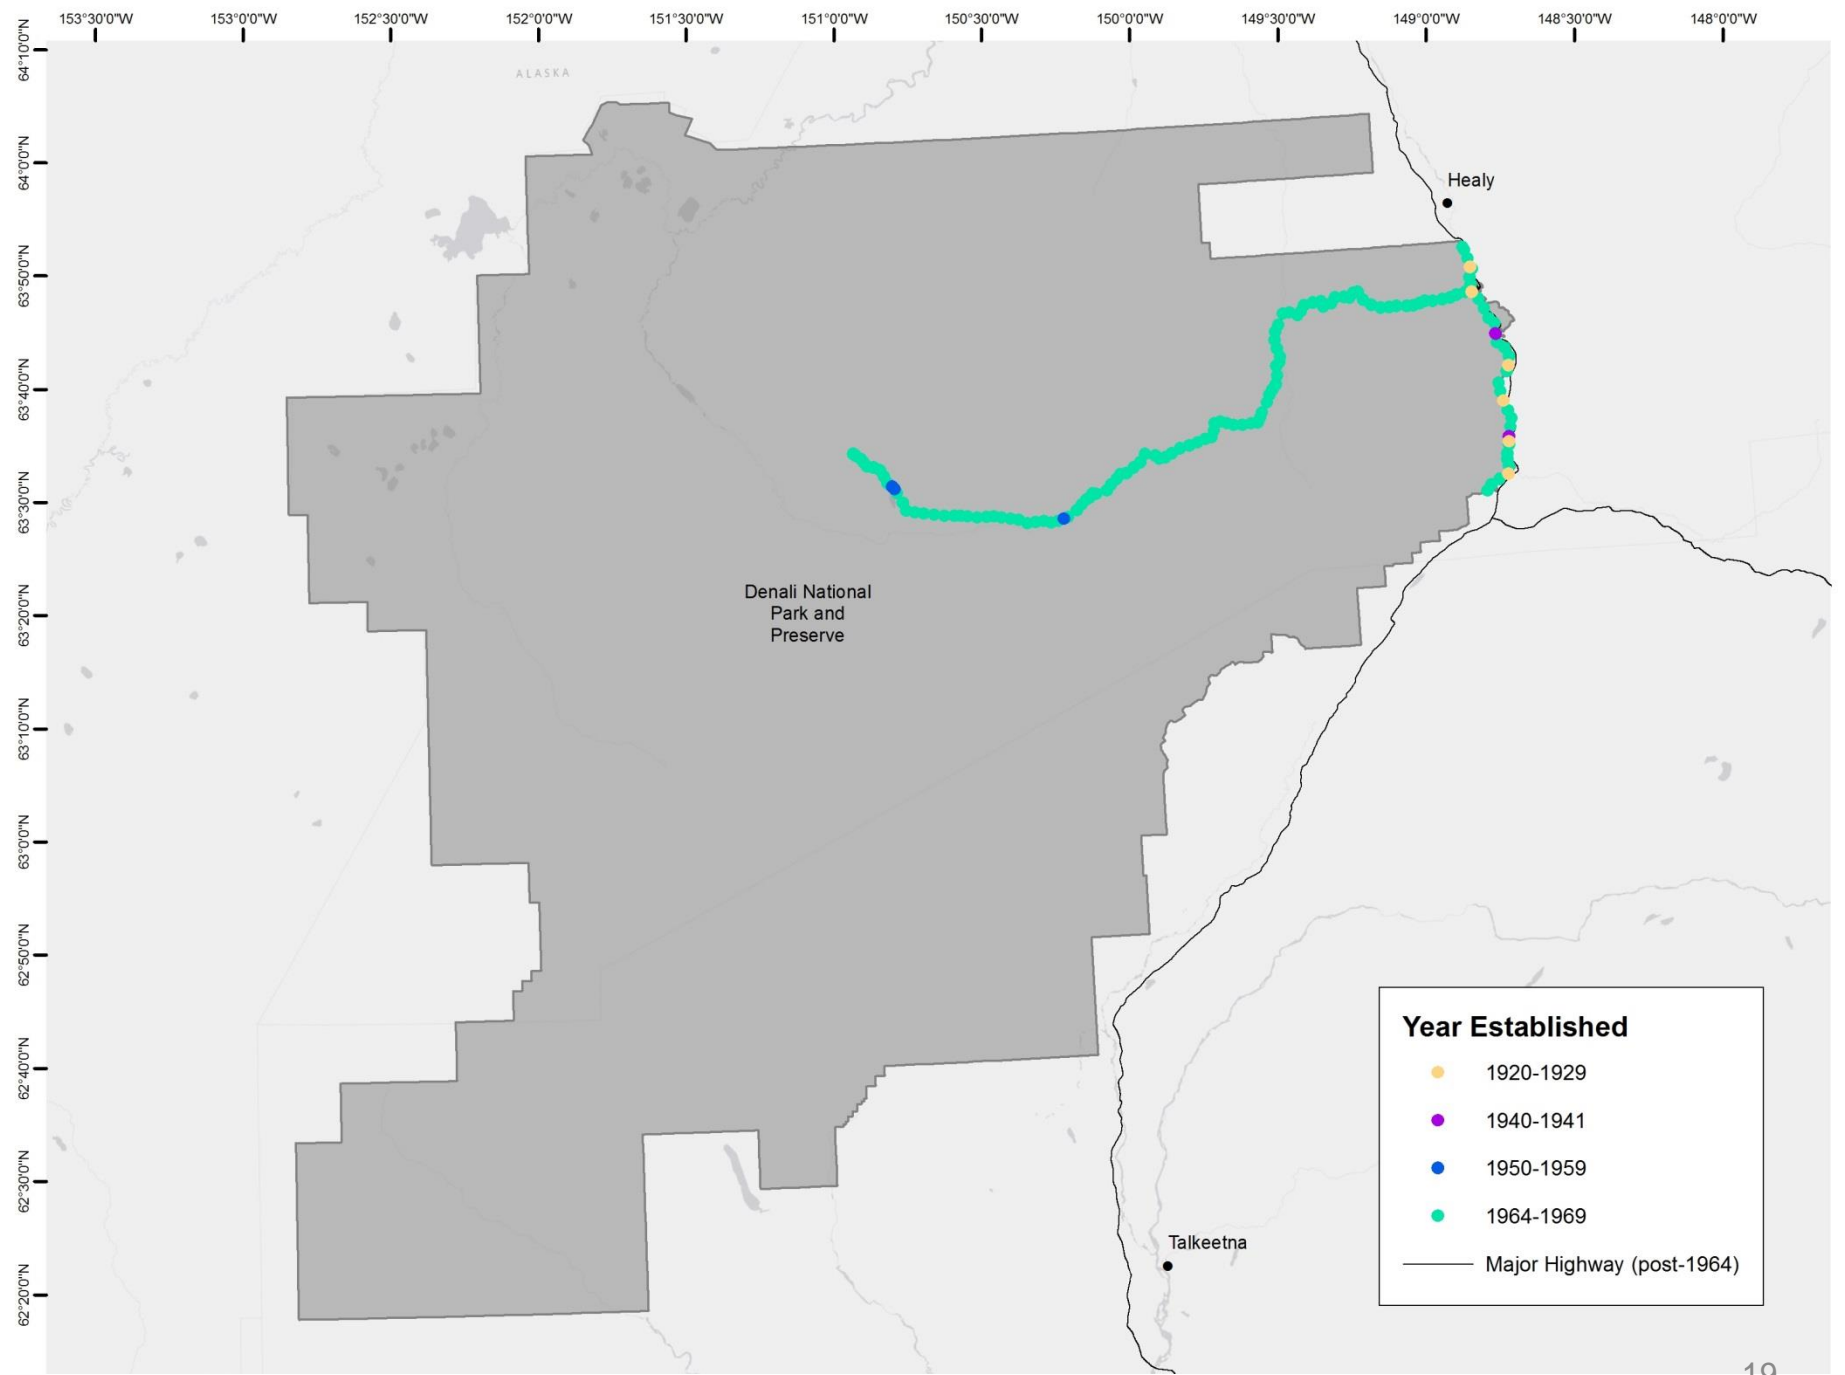 153°30'0"W 153°0'0"W 152°30'0"W 152°0'0"W 151°30'0"W 151°0'0"W 150°30'0"W 150°0'0"W 149°30'0"W 149°0'0"W 148°30'0"W 148°0'0"W
64°10'0"N
64°0'0"N
63°50'0"N
63°40'0"N
63°30'0"N
63°20'0"N
63°10'0"N
63°0'0"N
62°50'0"N
62°40'0"N
62°30'0"N
62°20'0"N
ALASKA
Healy
Denali National
Park and
Preserve
Talkeetna
Year Established
1920-1929
1940-1941
1950-1959
1964-1969
Major Highway (post-1964)
19